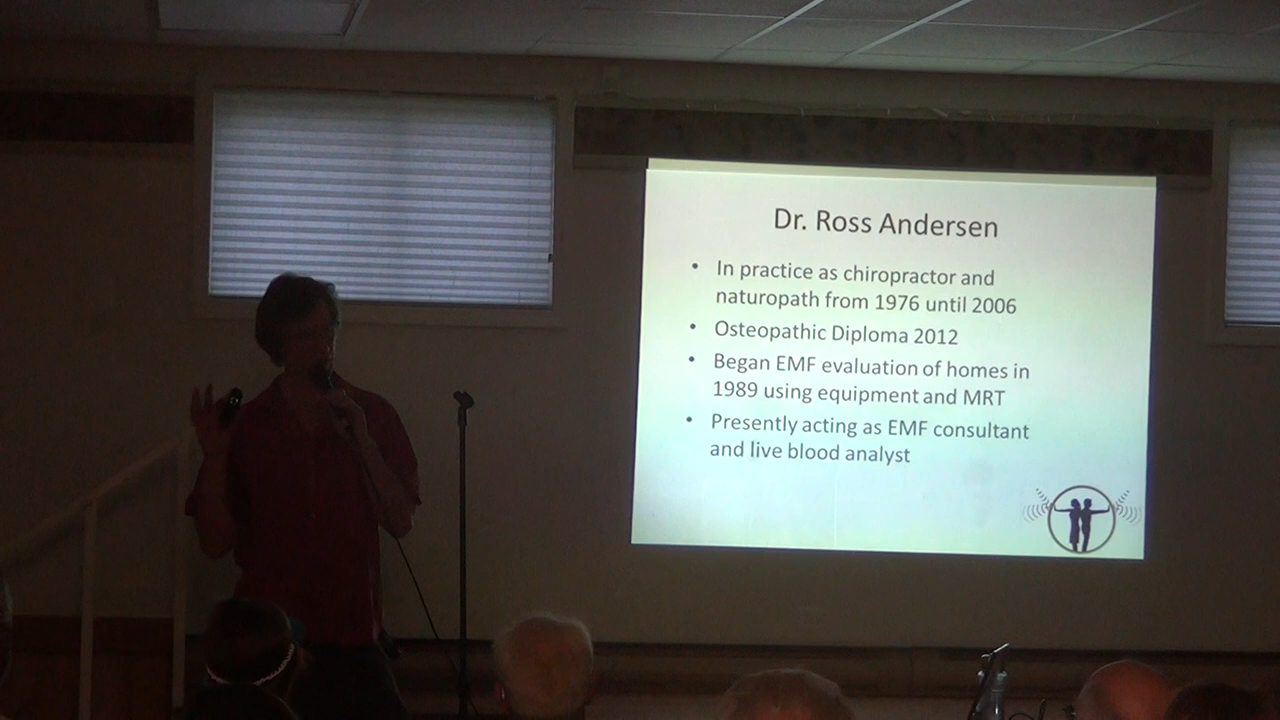 Dr. Ross Andersen
• In practice as chiropractor and
naturopath from 1976 until 2006
• Osteopathic Diploma 2012
• Began EMF evaluation of homes in
1989 using equipment and MRT
• Presently acting as EMF consultant
and live blood analyst